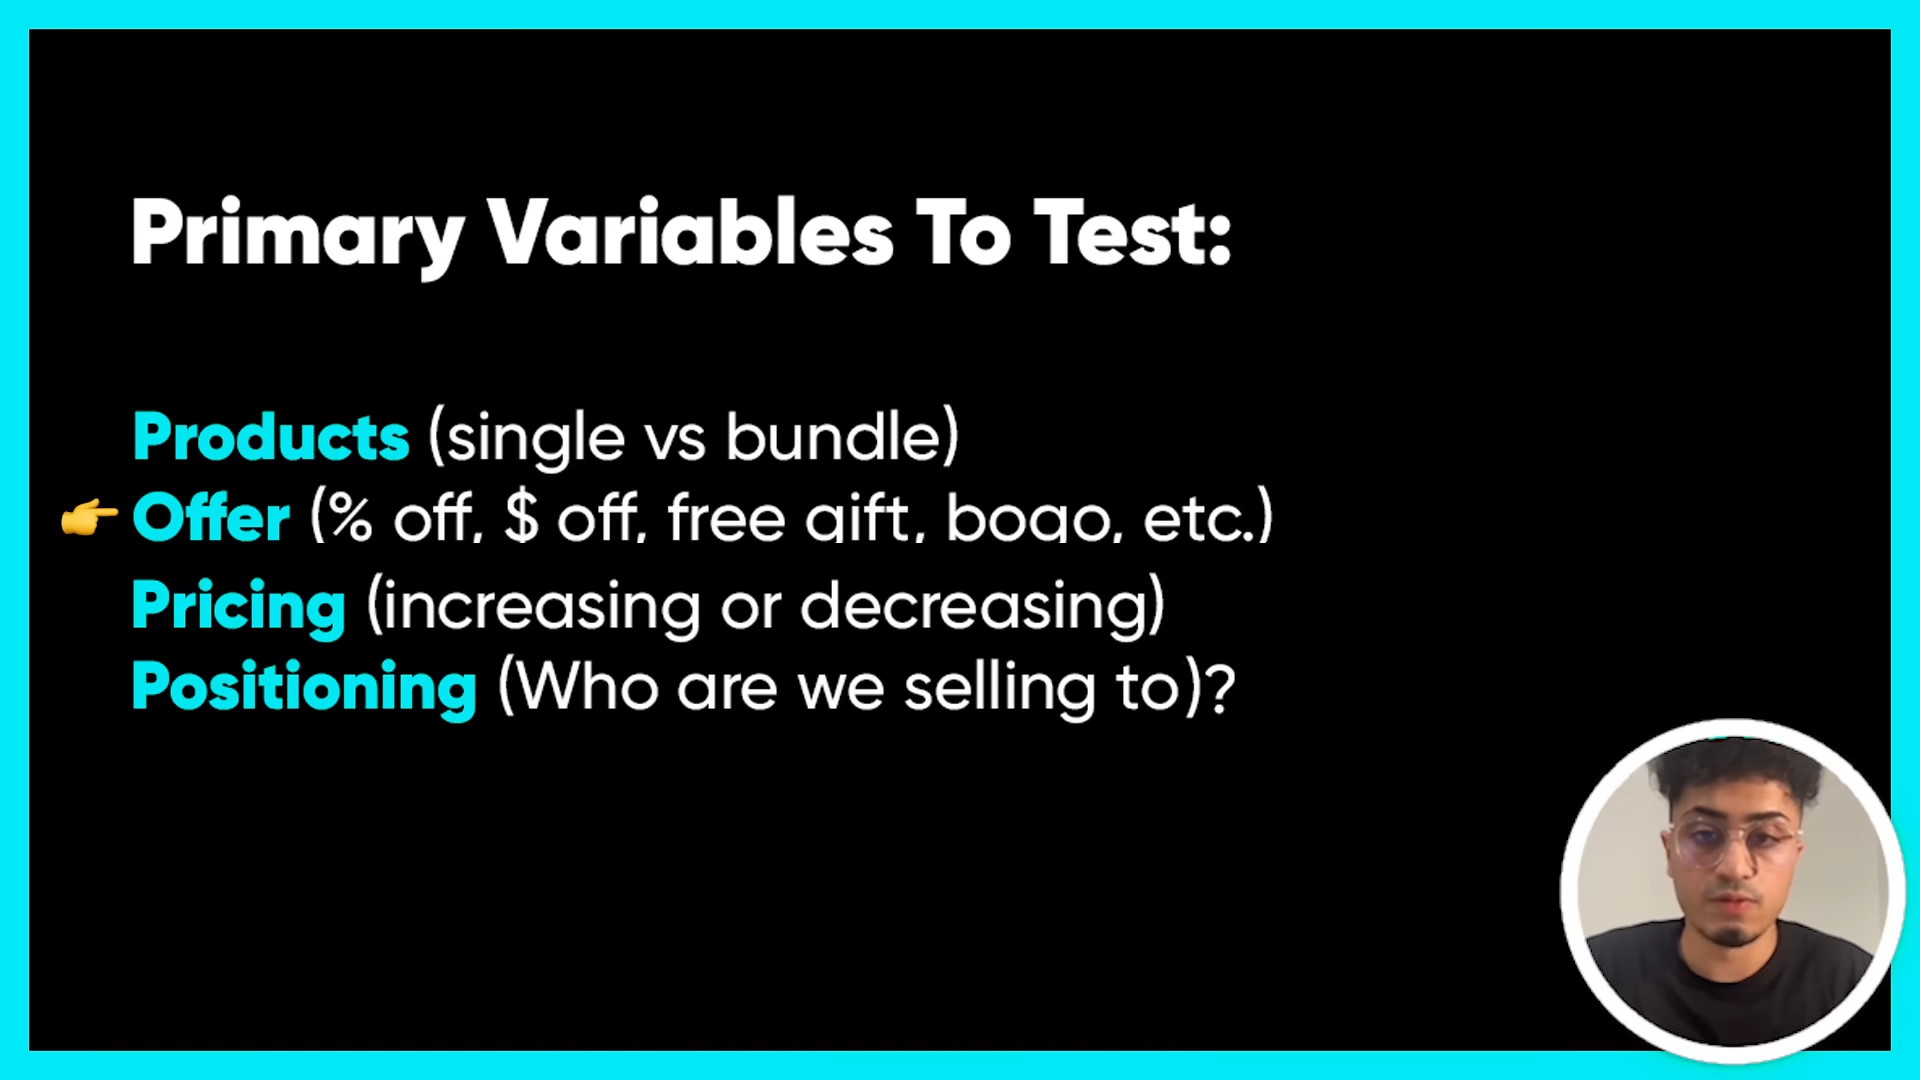 Primary Variables To Test:
Products (single vs bundle)
👉 Offer (% off, $ off, free gift, bogo, etc.)
Pricing (increasing or decreasing)
Positioning (Who are we selling to)?